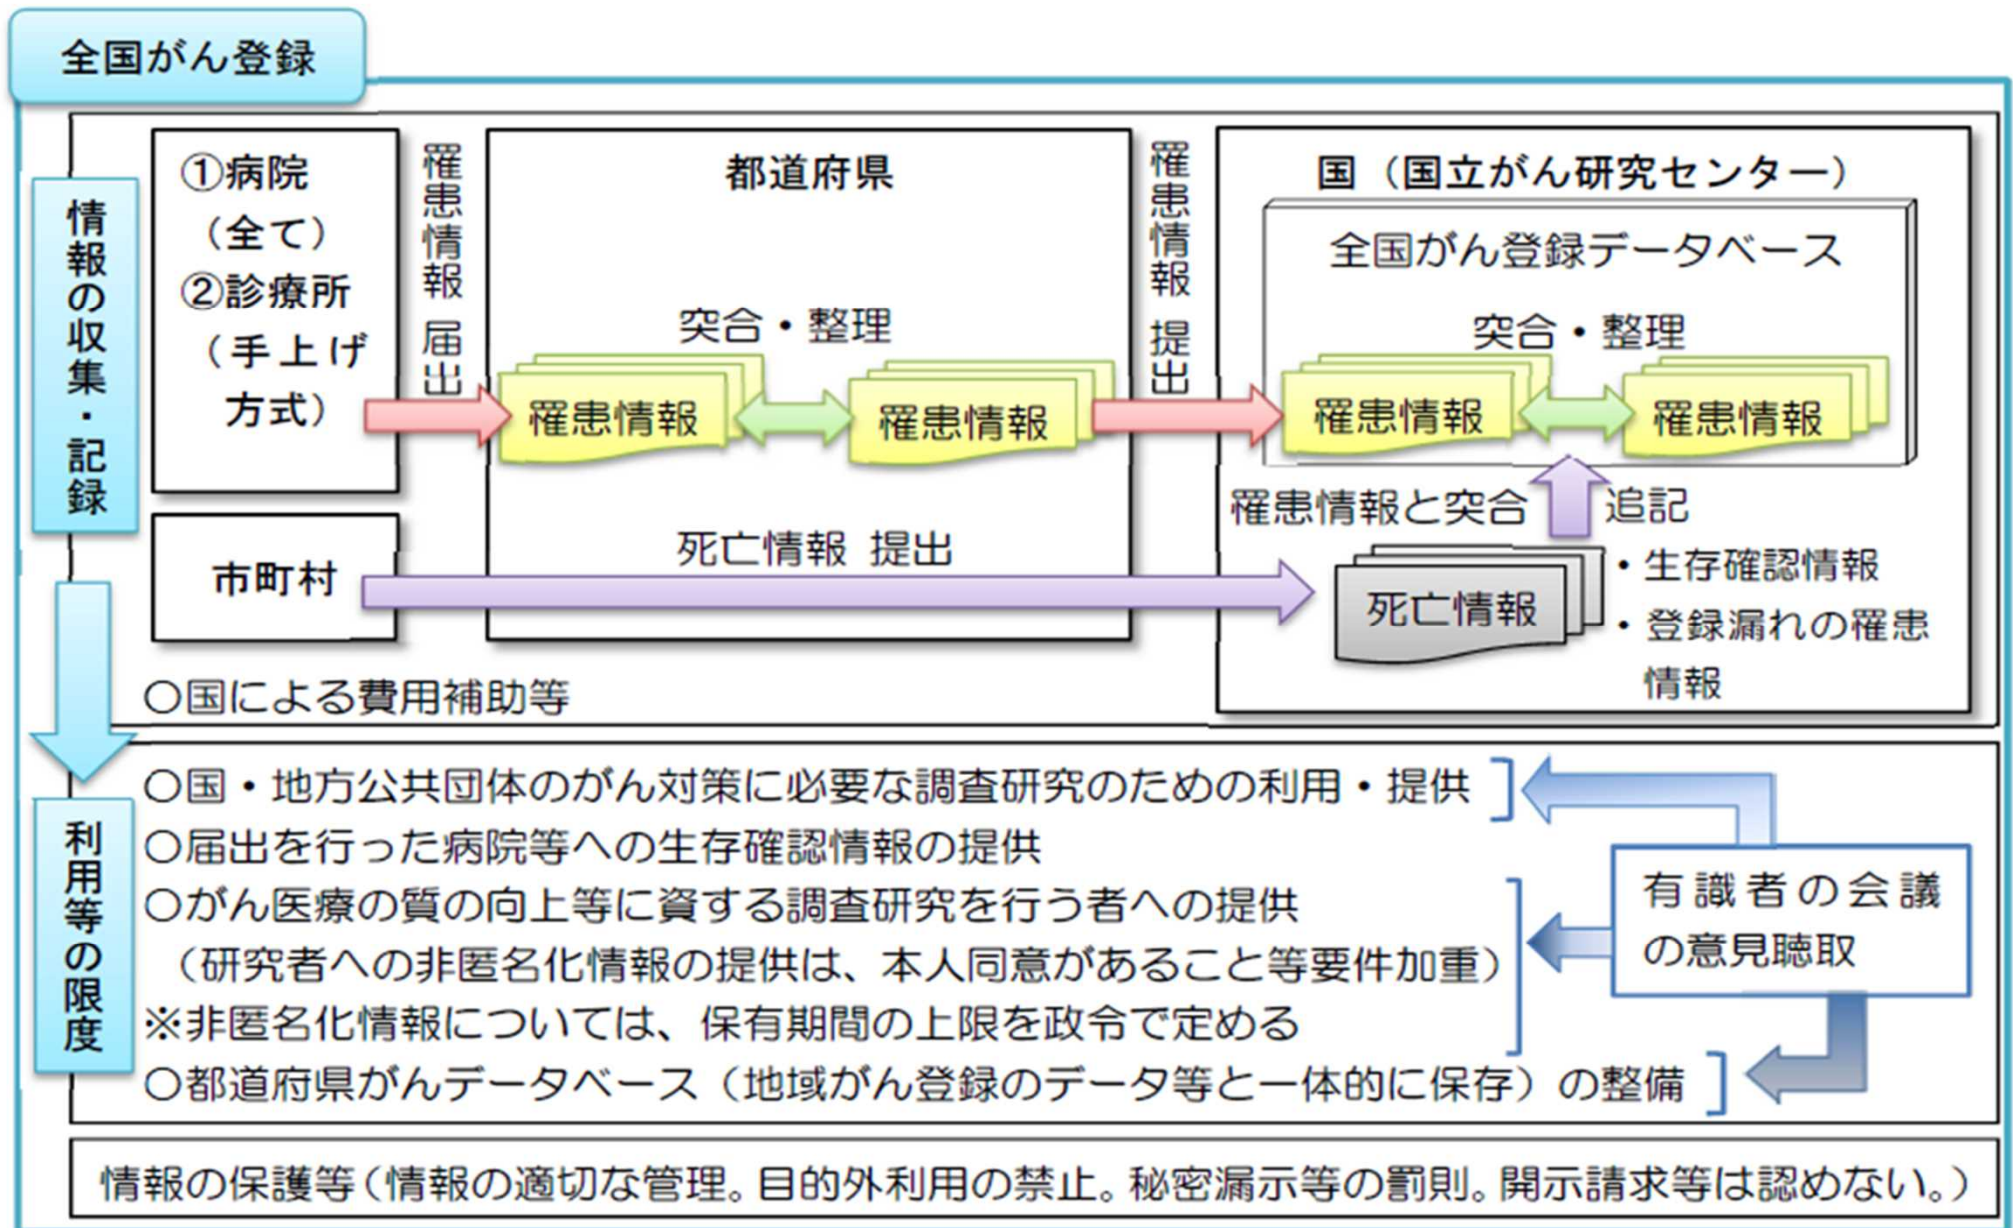 全国がん登録
情報の収集・記録
①病院
（全て）
②診療所
（手上げ
方式）
罹患情報 届出
都道府県
突合・整理
罹患情報
罹患情報
罹患情報 提出
国（国立がん研究センター）
全国がん登録データベース
突合・整理
罹患情報
罹患情報
罹患情報と突合
追記
市町村
死亡情報 提出
死亡情報
・生存確認情報
・登録漏れの罹患
情報
○国による費用補助等
利用等の限度
○国・地方公共団体のがん対策に必要な調査研究のための利用・提供
○届出を行った病院等への生存確認情報の提供
○がん医療の質の向上等に資する調査研究を行う者への提供
（研究者への非匿名化情報の提供は、本人同意があること等要件加重）
※非匿名化情報については、保有期間の上限を政令で定める
○都道府県がんデータベース（地域がん登録のデータ等と一体的に保存）の整備
有識者の会議
の意見聴取
情報の保護等（情報の適切な管理。目的外利用の禁止。秘密漏示等の罰則。開示請求等は認めない。）